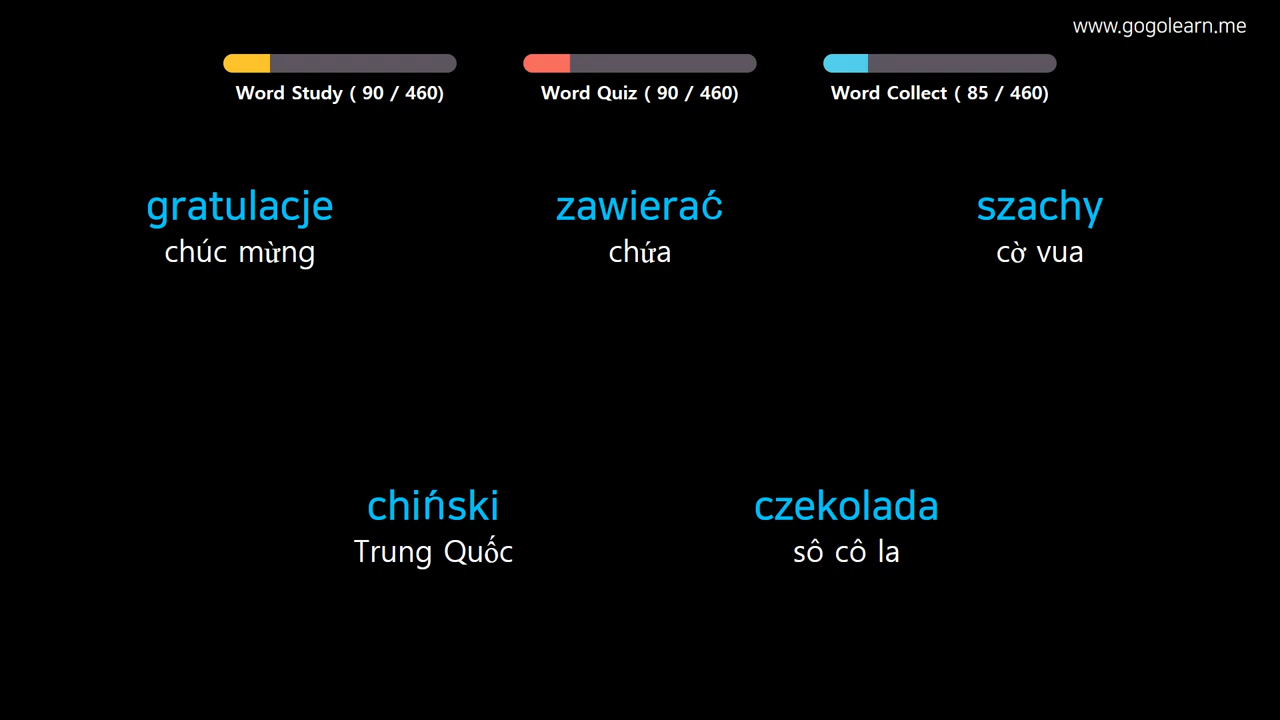 www.gogolearn.me
Word Study ( 90 / 460)
Word Quiz ( 90 / 460)
Word Collect ( 85 / 460)
gratulacje
chúc mừng
zawierać
chứa
szachy
cờ vua
chiński
Trung Quốc
czekolada
sô cô la